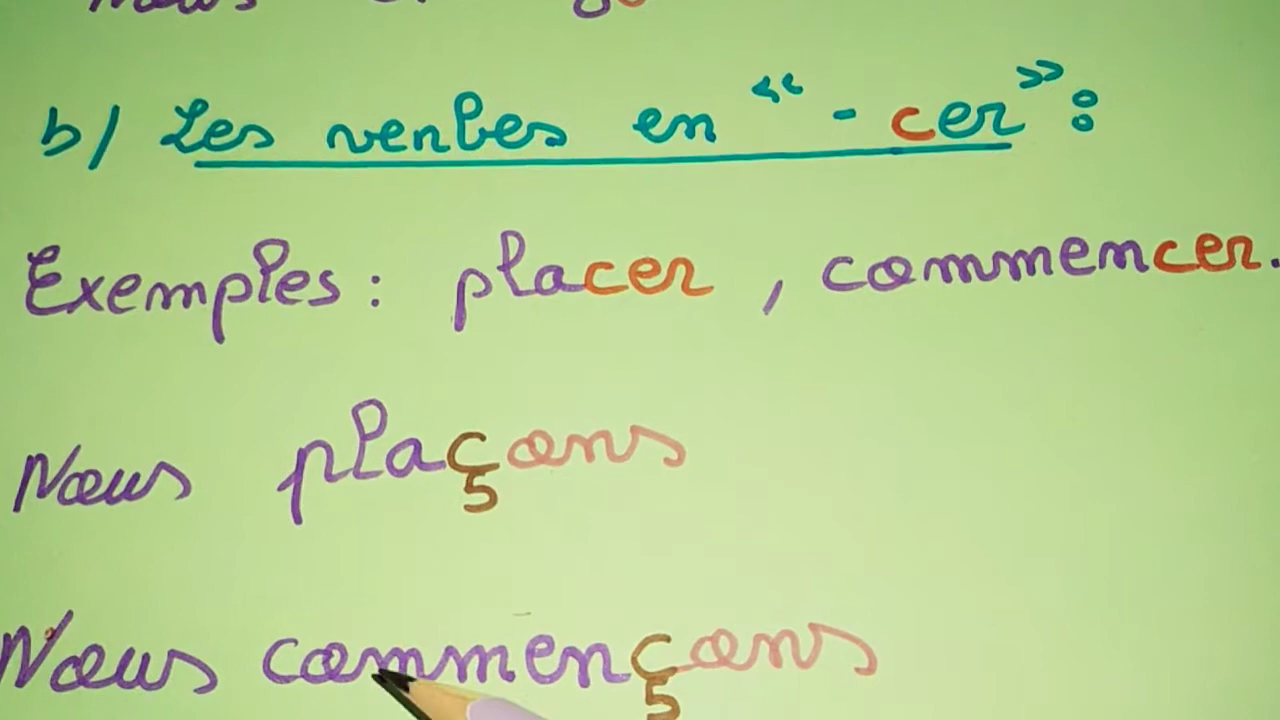 b/ Les verbes en "-cer":
Exemples: placer, commencer.
Nous plaçons
Nous commençons